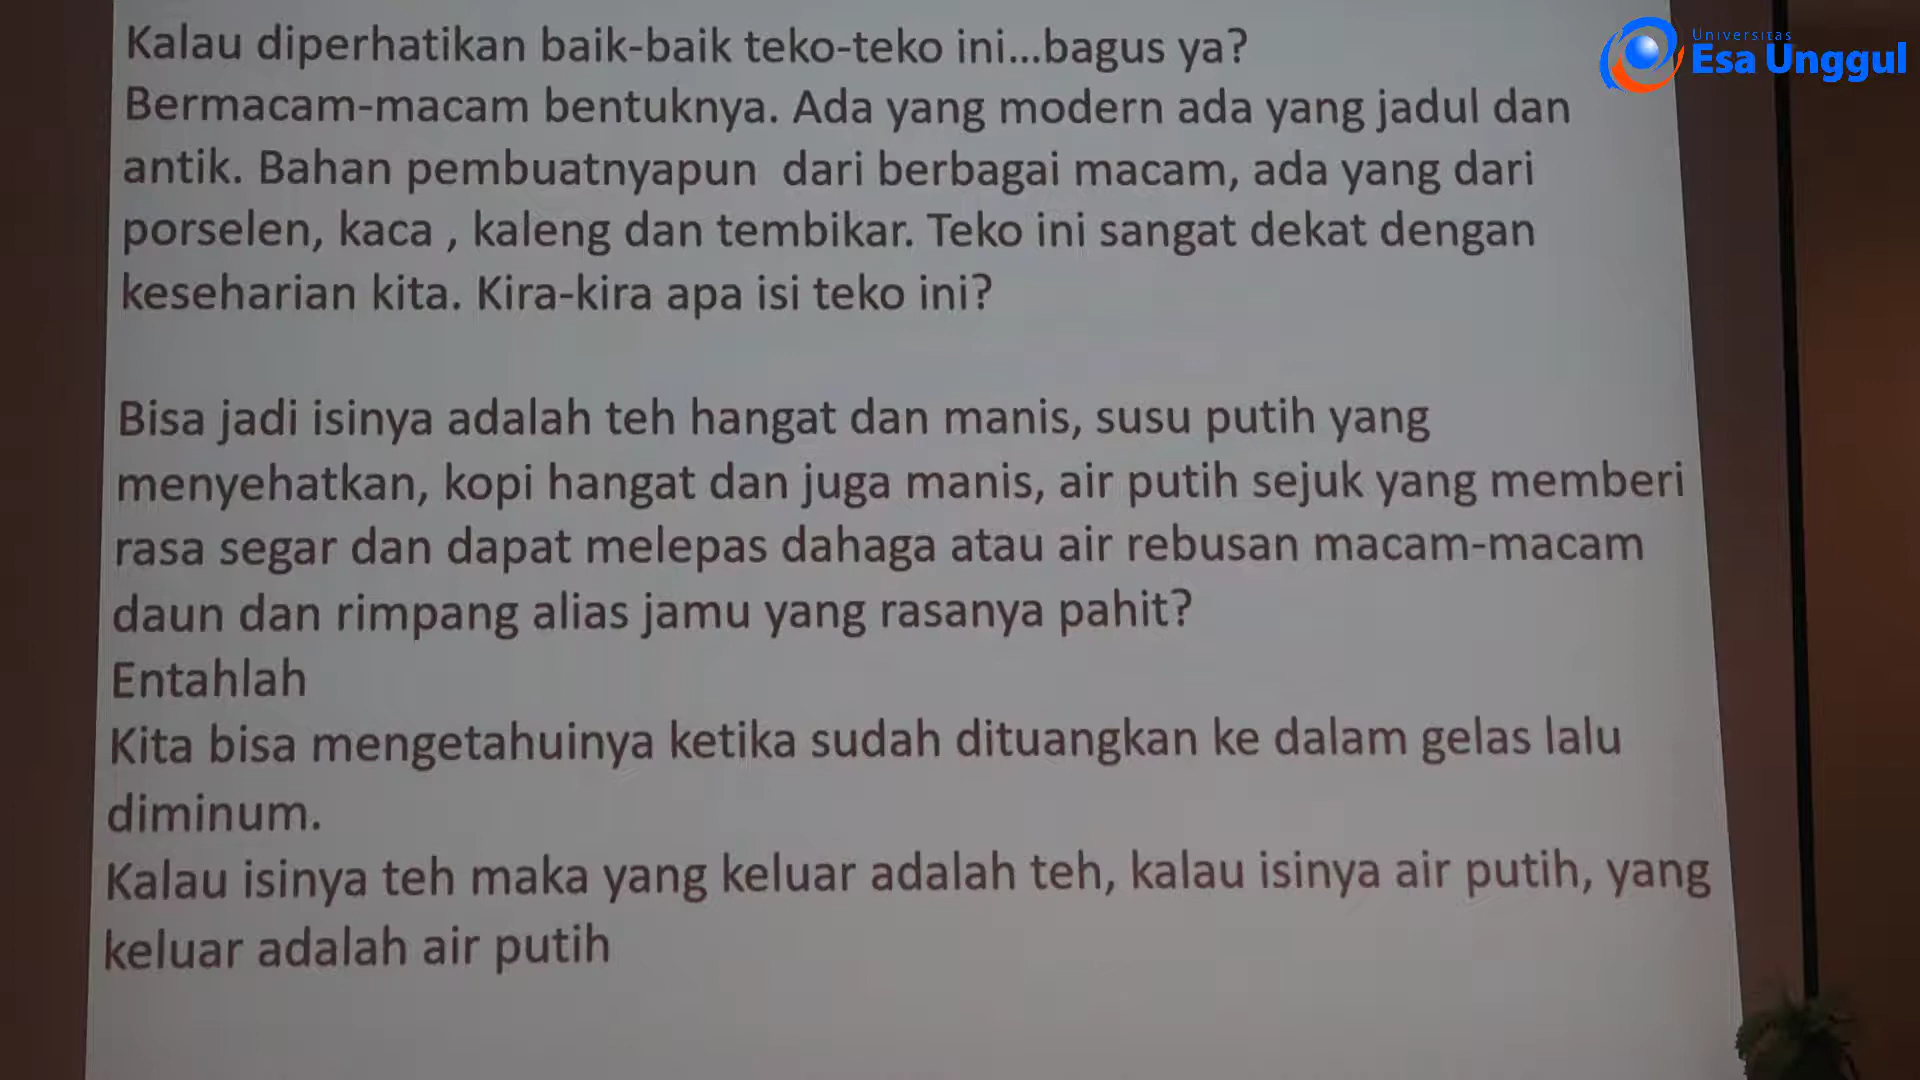 Kalau diperhatikan baik-baik teko-teko ini...bagus ya?
Bermacam-macam bentuknya. Ada yang modern ada yang jadul dan
antik. Bahan pembuatnyapun dari berbagai macam, ada yang dari
porselen, kaca , kaleng dan tembikar. Teko ini sangat dekat dengan
keseharian kita. Kira-kira apa isi teko ini?
Bisa jadi isinya adalah teh hangat dan manis, susu putih yang
menyehatkan, kopi hangat dan juga manis, air putih sejuk yang memberi
rasa segar dan dapat melepas dahaga atau air rebusan macam-macam
daun dan rimpang alias jamu yang rasanya pahit?
Entahlah
Kita bisa mengetahuinya ketika sudah dituangkan ke dalam gelas lalu
diminum.
Kalau isinya teh maka yang keluar adalah teh, kalau isinya air putih, yang
keluar adalah air putih
Universitas
Esa Unggul